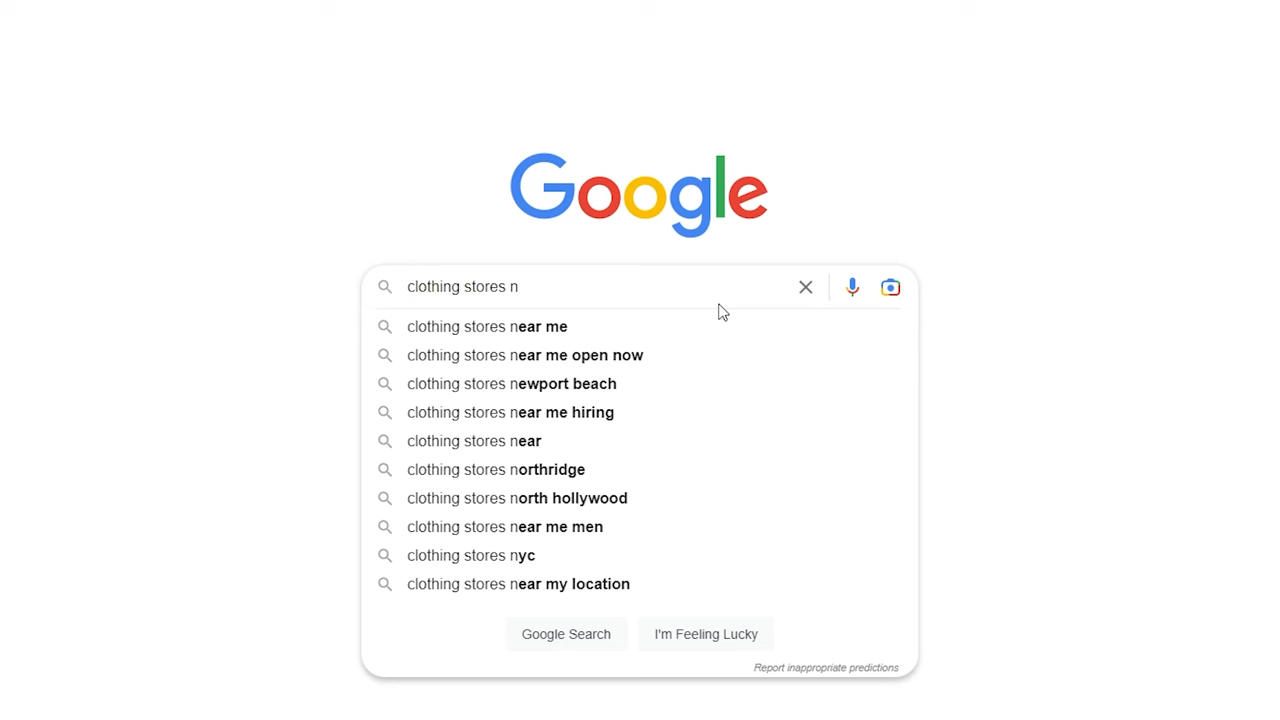 Google
clothing stores n
clothing stores near me
clothing stores near me open now
clothing stores newport beach
clothing stores near me hiring
clothing stores near
clothing stores northridge
clothing stores north hollywood
clothing stores near me men
clothing stores nyc
clothing stores near my location
Google Search I'm Feeling Lucky
Report inappropriate predictions